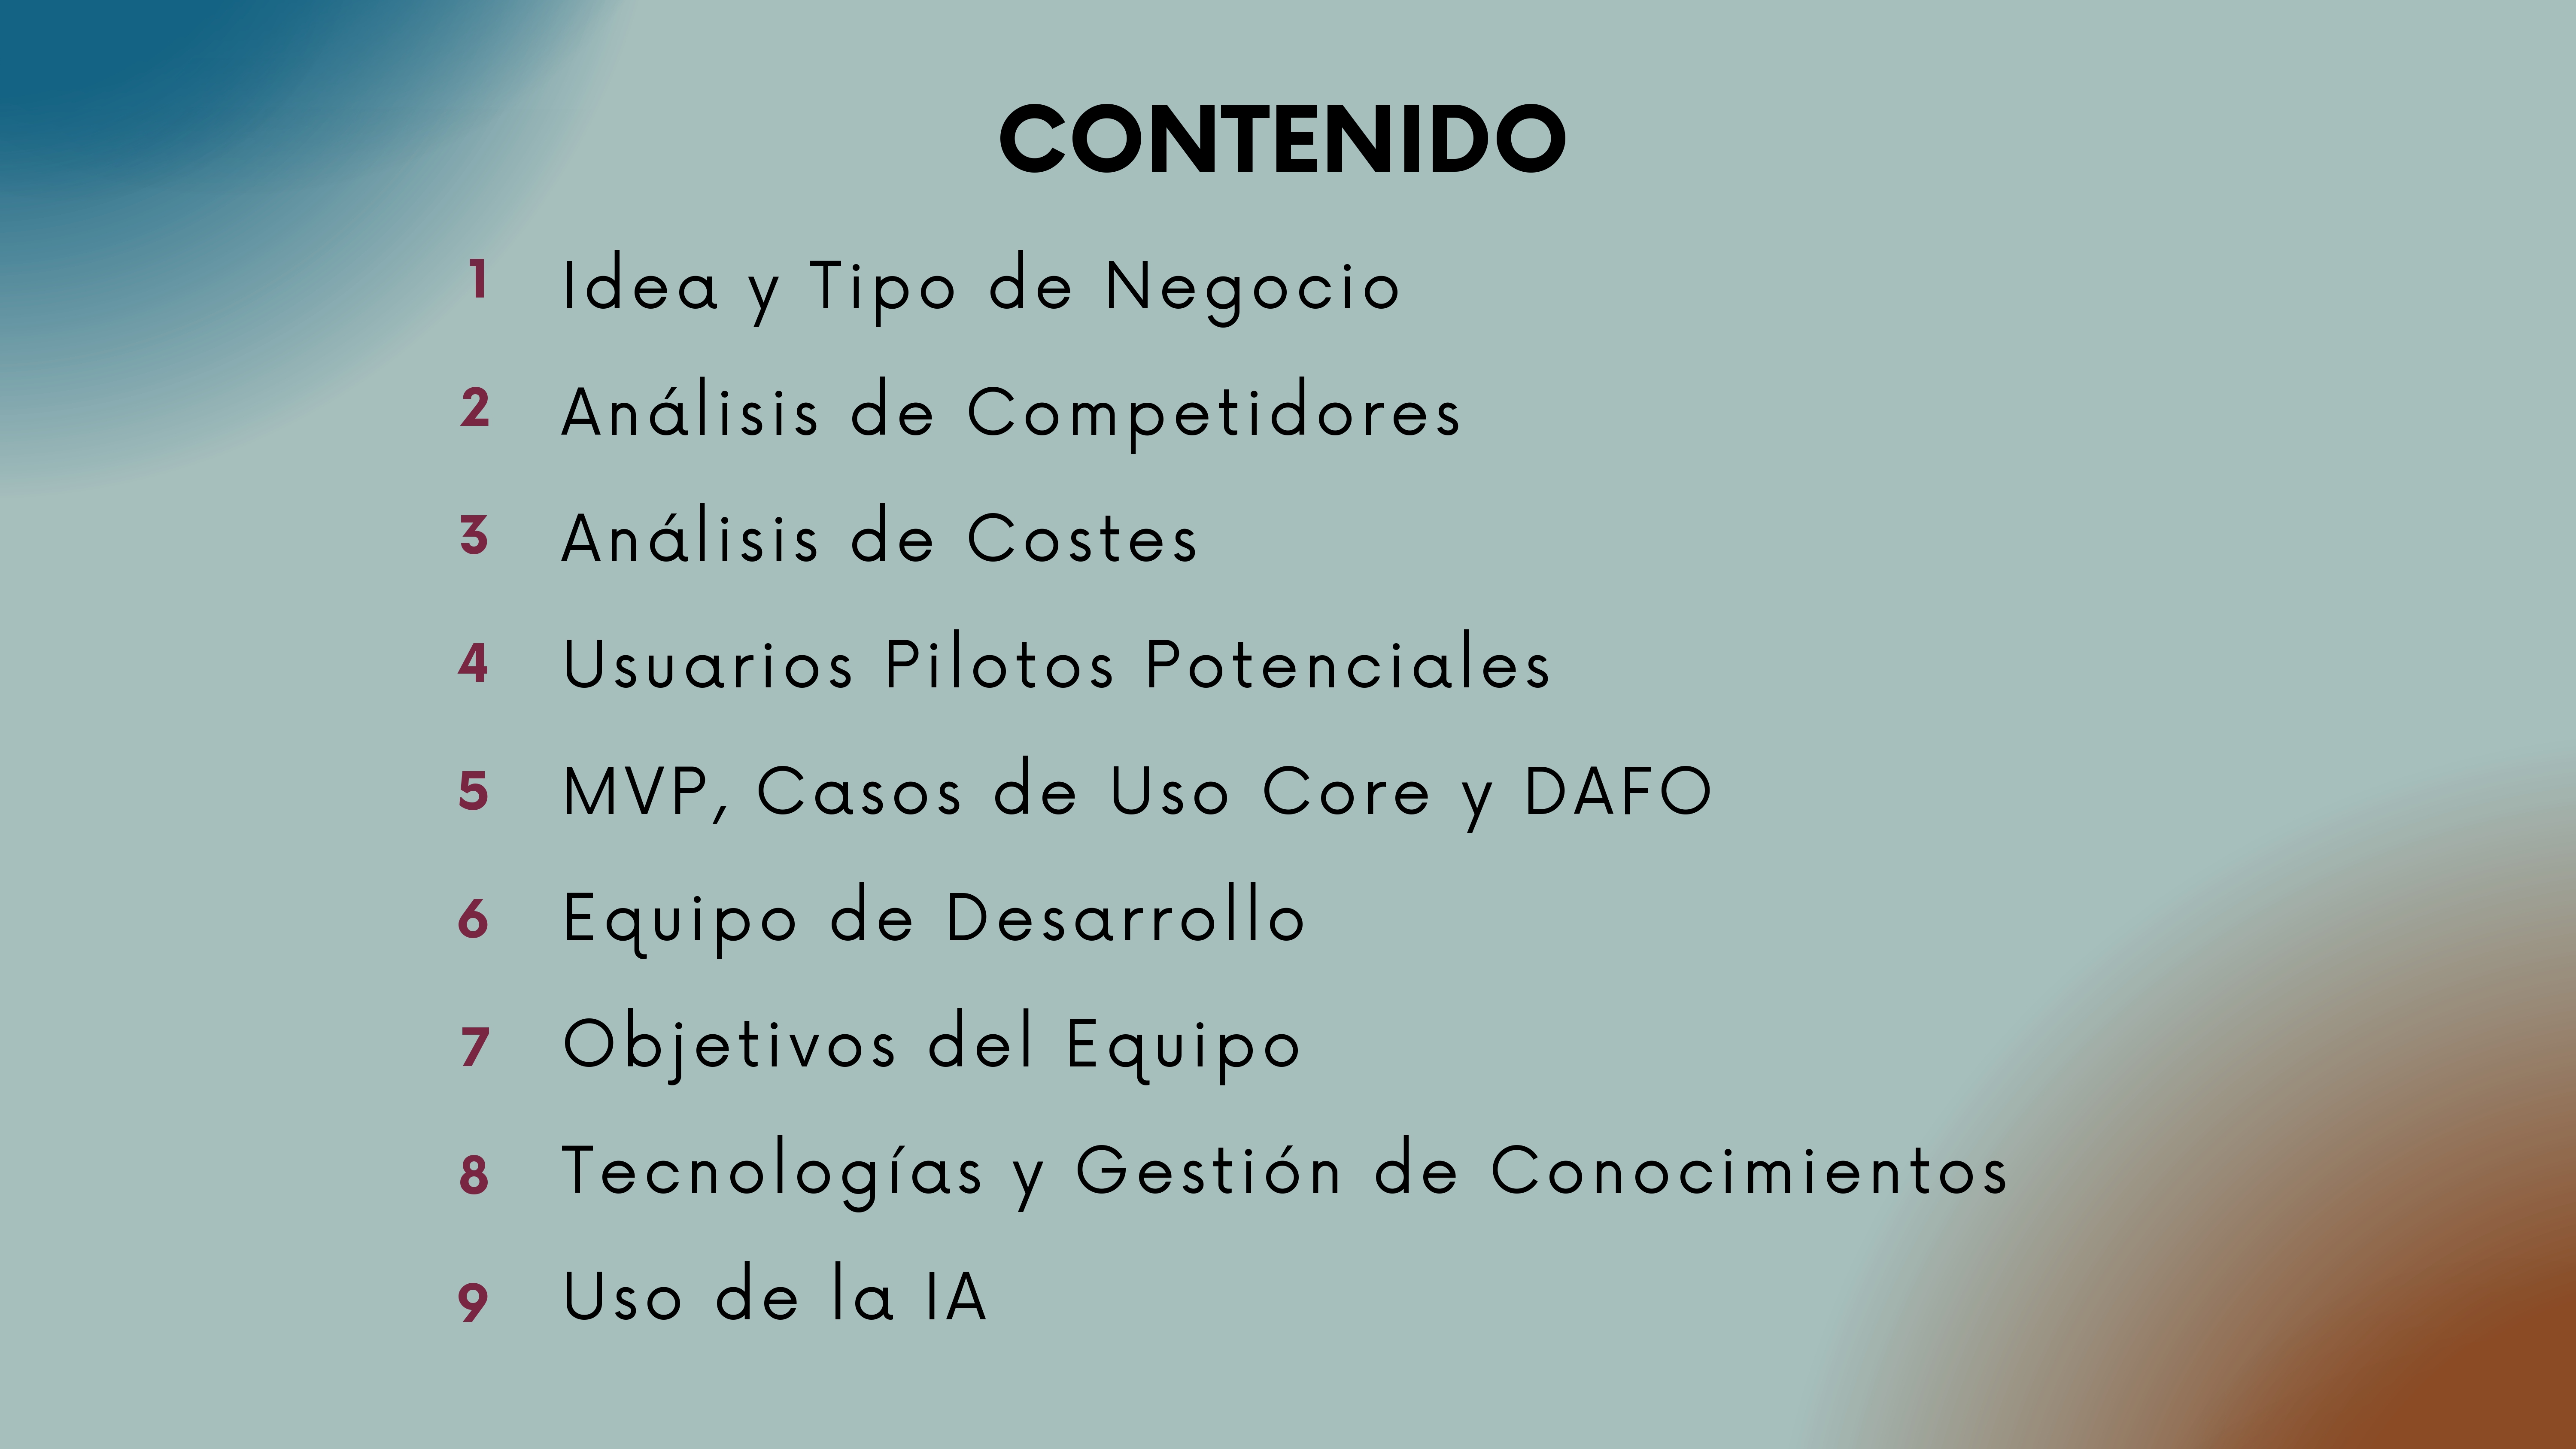 CONTENIDO
1 Idea y Tipo de Negocio
2 Análisis de Competidores
3 Análisis de Costes
4 Usuarios Pilotos Potenciales
5 MVP, Casos de Uso Core y DAFO
6 Equipo de Desarrollo
7 Objetivos del Equipo
8 Tecnologías y Gestión de Conocimientos
9 Uso de la IA